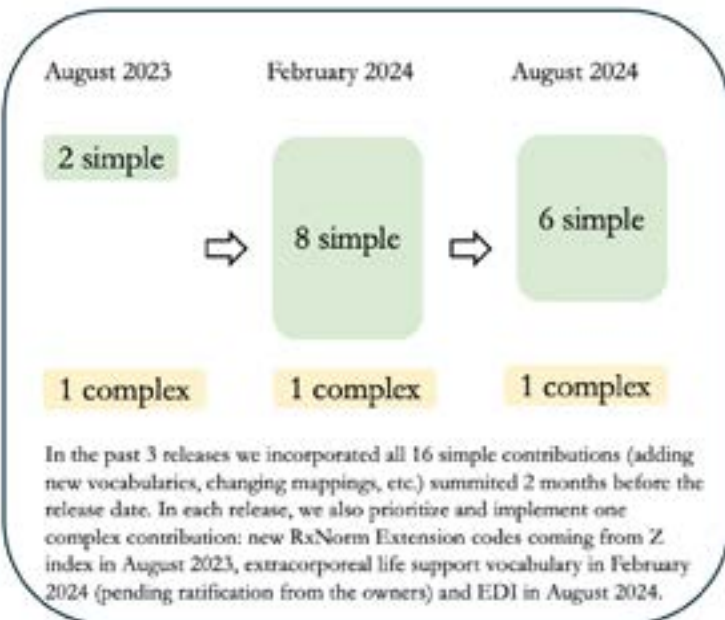 August 2023 February 2024 August 2024
2 simple
8 simple
6 simple
1 complex 1 complex 1 complex
In the past 3 releases we incorporated all 16 simple contributions (adding
new vocabularies, changing mappings, etc.) summited 2 months before the
release date. In each release, we also prioritize and implement one
complex contribution: new RxNorm Extension codes coming from Z
index in August 2023, extracorporeal life support vocabulary in February
2024 (pending ratification from the owners) and EDI in August 2024.